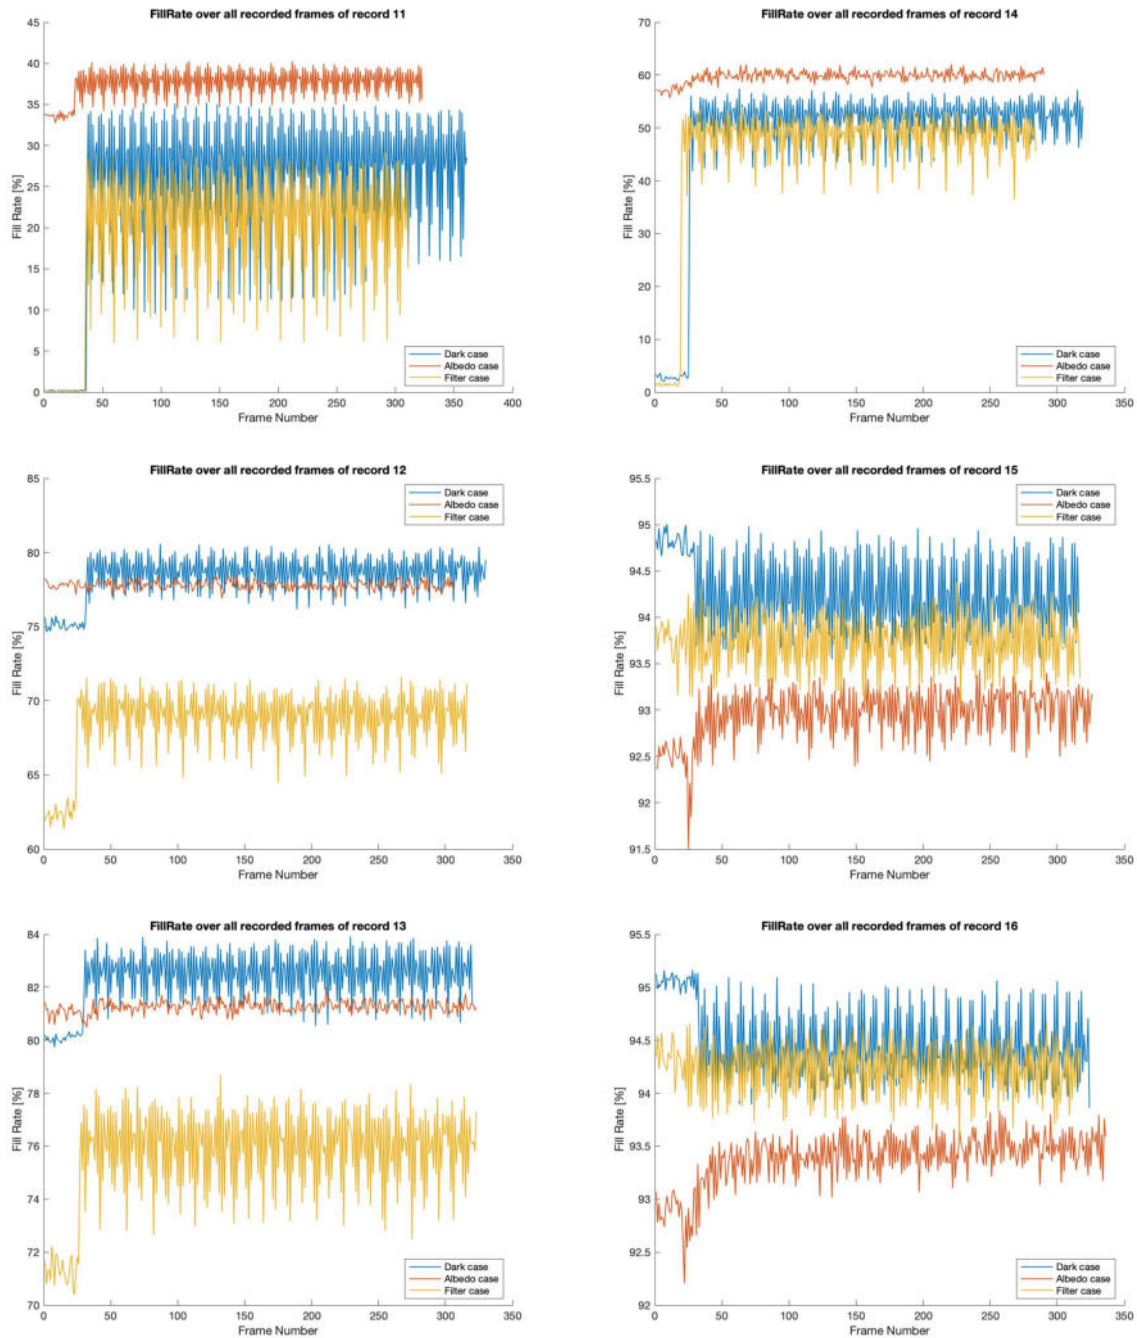 FillRate over all recorded frames of record 11
45
40
35
30
25
20
15
10
5
0
Fill Rate [%]
0 50 100 150 200 250 300 350 400
Frame Number
Dark case
Albedo case
Filter case
FillRate over all recorded frames of record 14
70
60
50
40
30
20
10
0
Fill Rate [%]
0 50 100 150 200 250 300 350
Frame Number
Dark case
Albedo case
Filter case
FillRate over all recorded frames of record 12
85
80
75
70
65
60
Fill Rate [%]
0 50 100 150 200 250 300 350
Frame Number
Dark case
Albedo case
Filter case
FillRate over all recorded frames of record 15
95.5
95
94.5
94
93.5
93
92.5
92
91.5
Fill Rate [%]
0 50 100 150 200 250 300 350
Frame Number
Dark case
Albedo case
Filter case
FillRate over all recorded frames of record 13
84
82
80
78
76
74
72
70
Fill Rate [%]
0 50 100 150 200 250 300 350
Frame Number
Dark case
Albedo case
Filter case
FillRate over all recorded frames of record 16
95.5
95
94.5
94
93.5
93
92.5
92
Fill Rate [%]
0 50 100 150 200 250 300 350
Frame Number
Dark case
Albedo case
Filter case